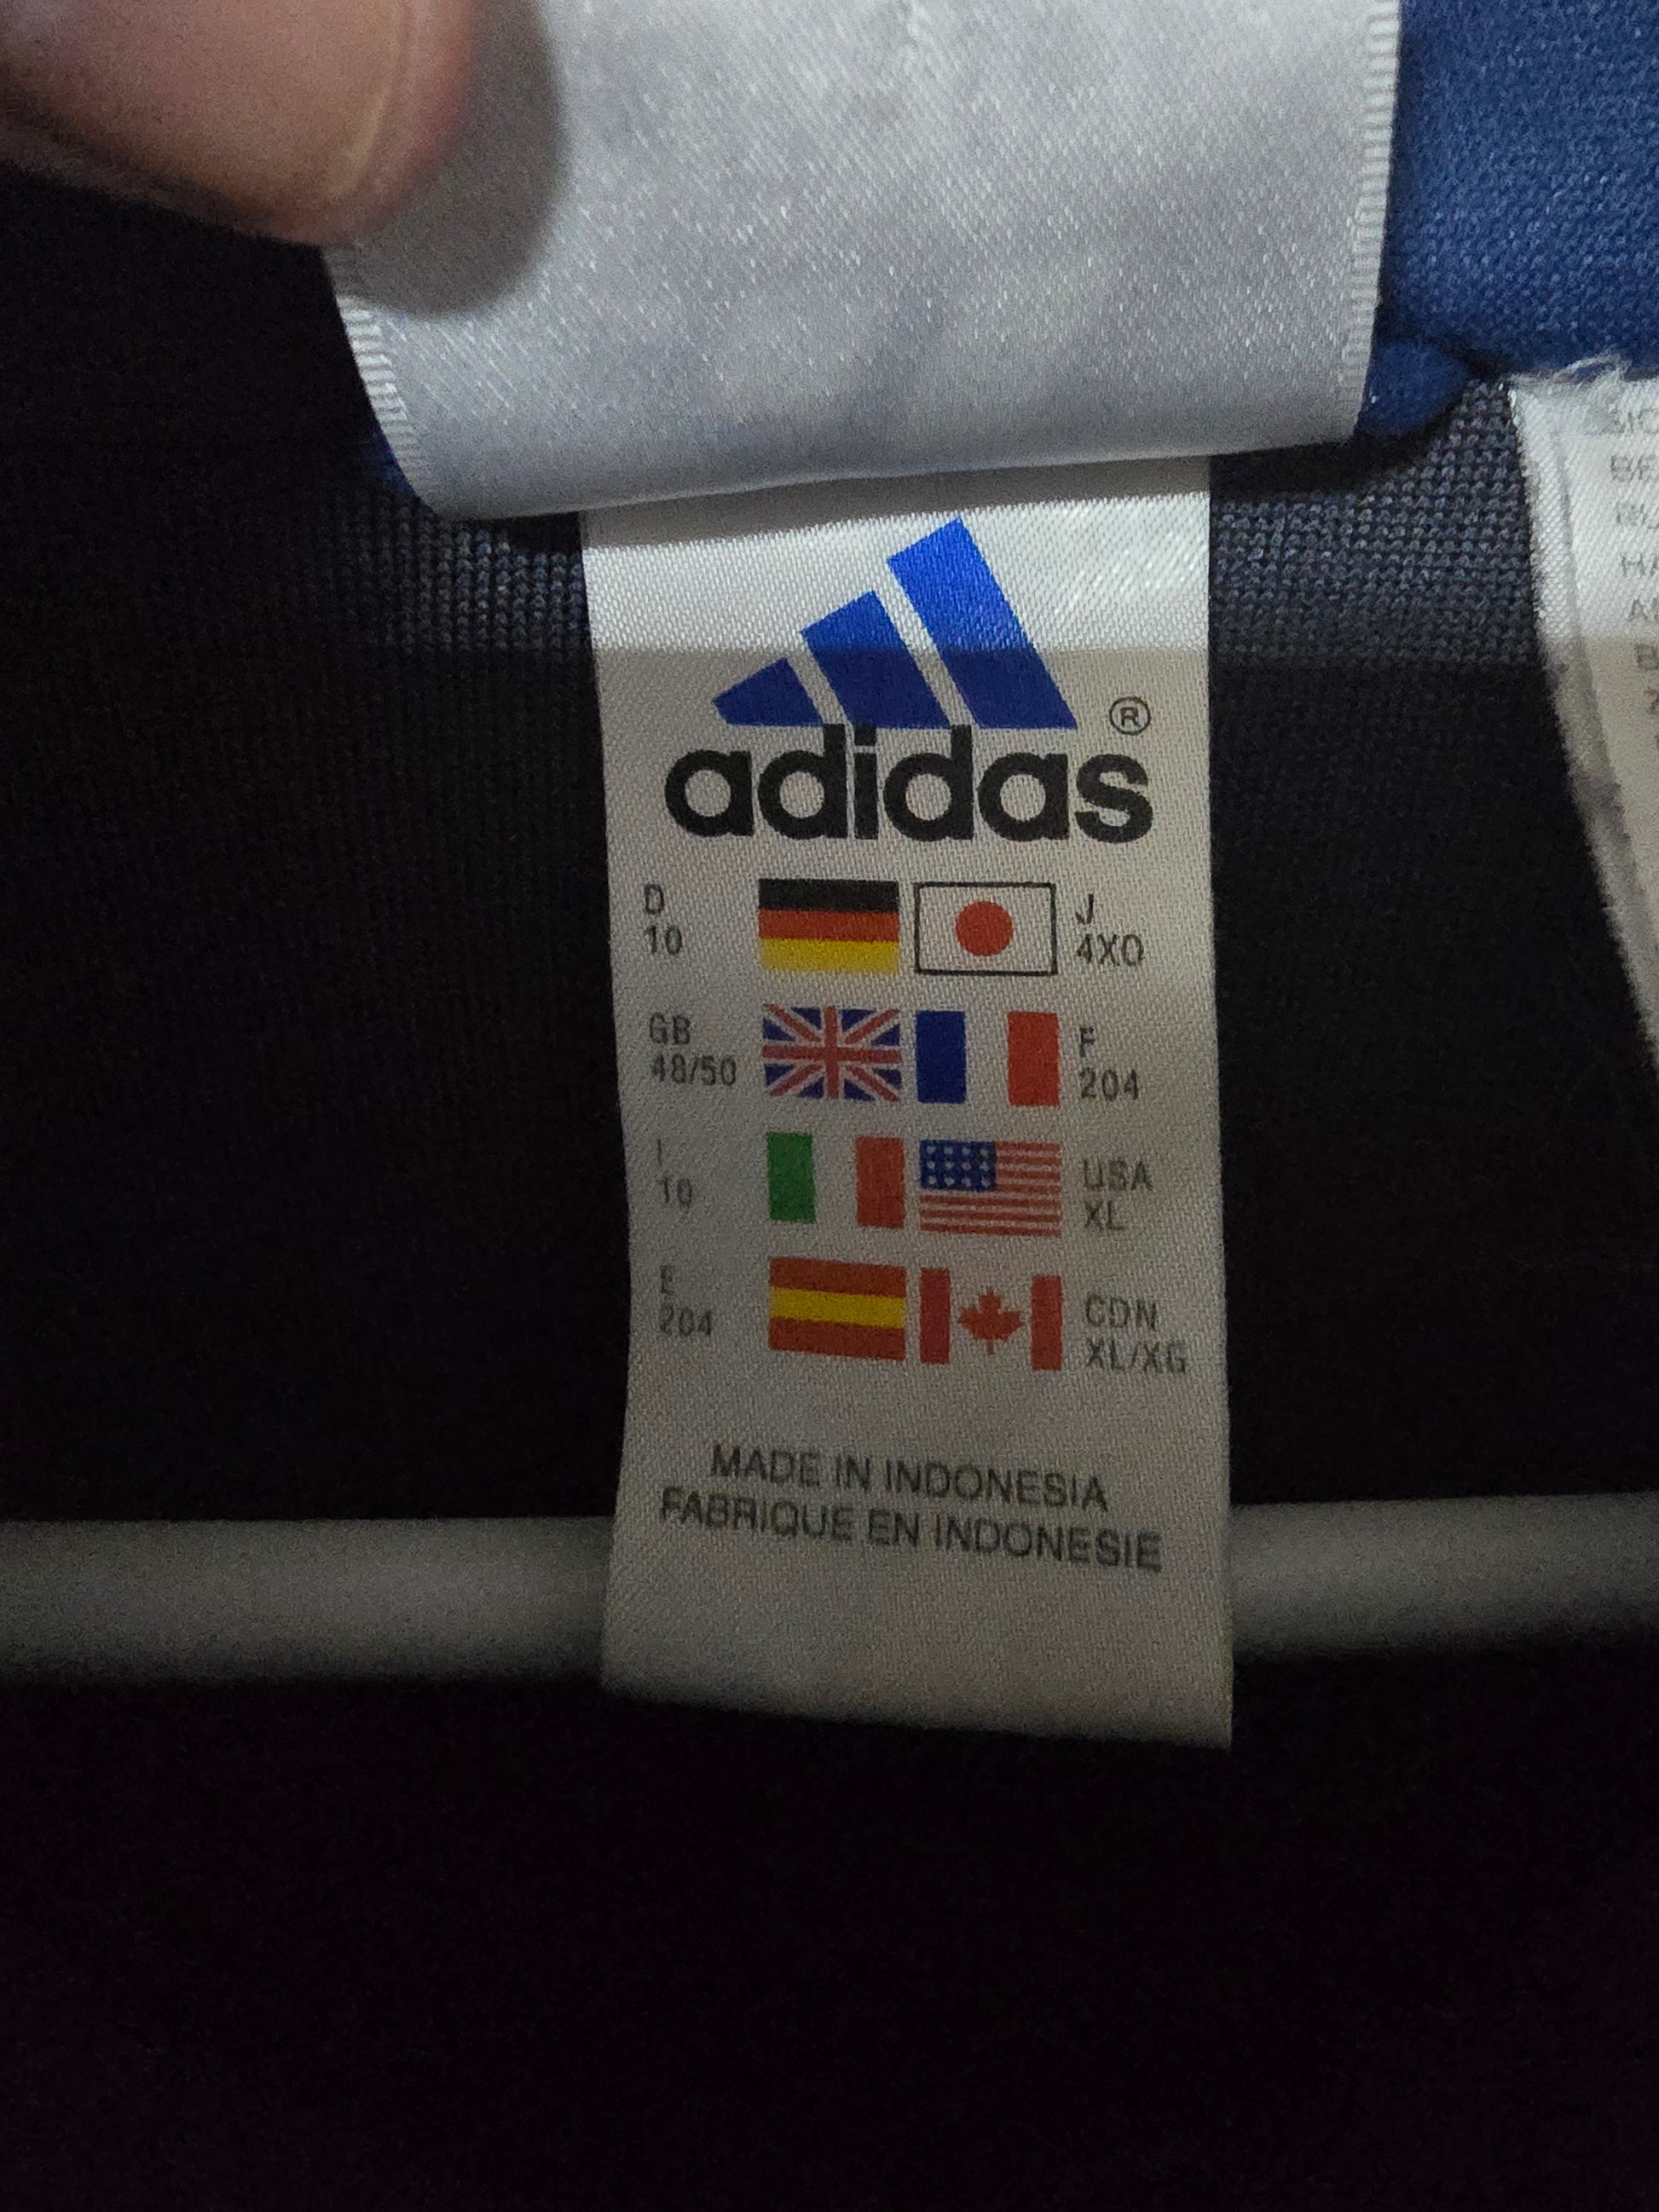 ®
adidas
D
10
J
4XO
GB
48/50
F
204
I
10
USA
XL
E
204
CDN
XL/XG
MADE IN INDONESIA
FABRIQUE EN INDONESIE